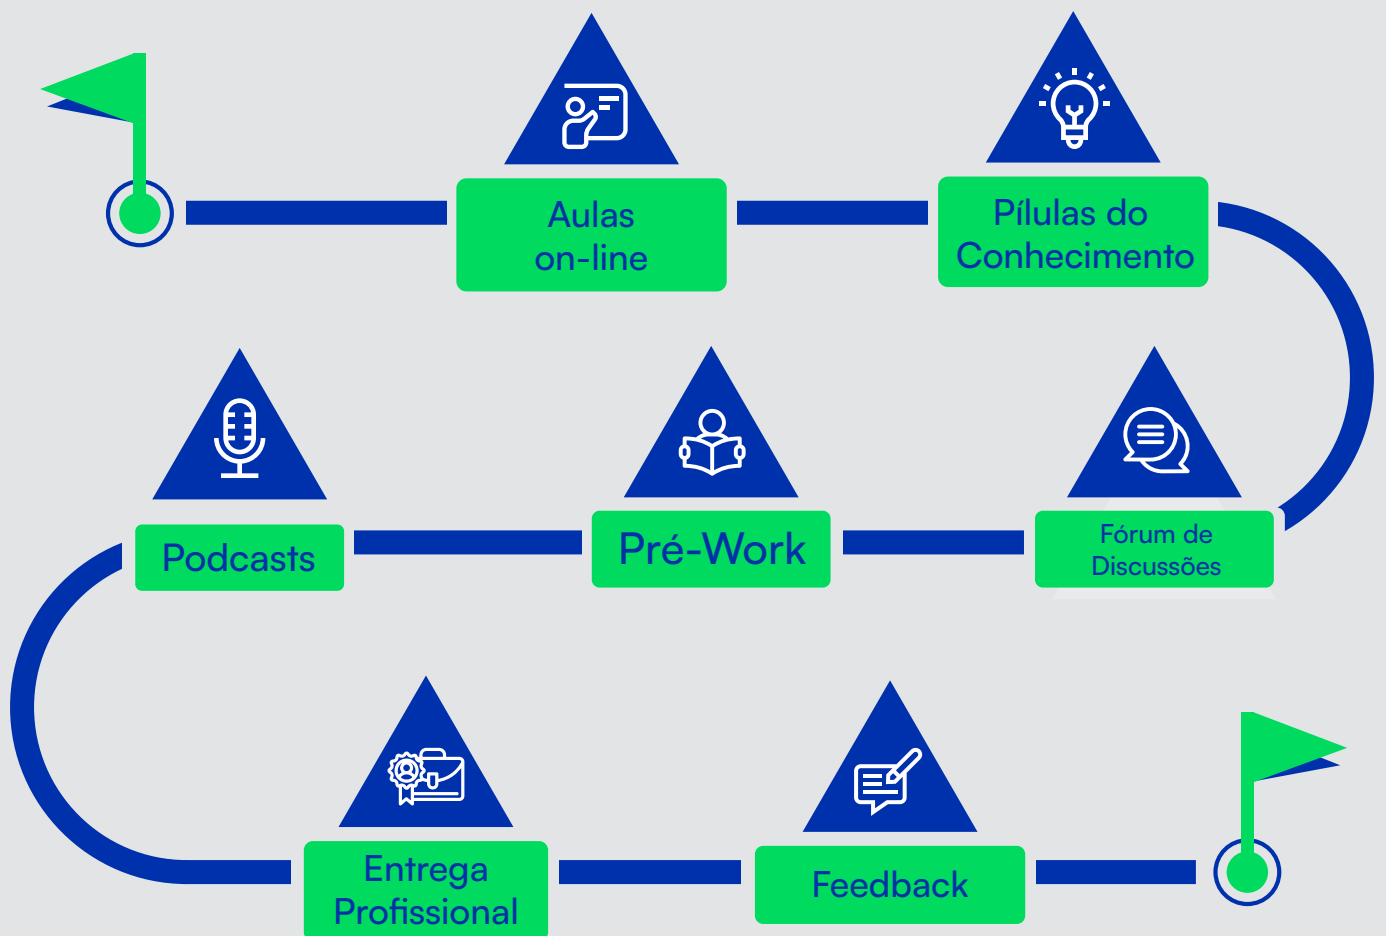 Aulas
on-line
Pílulas do
Conhecimento
Podcasts
Pré-Work
Fórum de
Discussões
Entrega
Profissional
Feedback